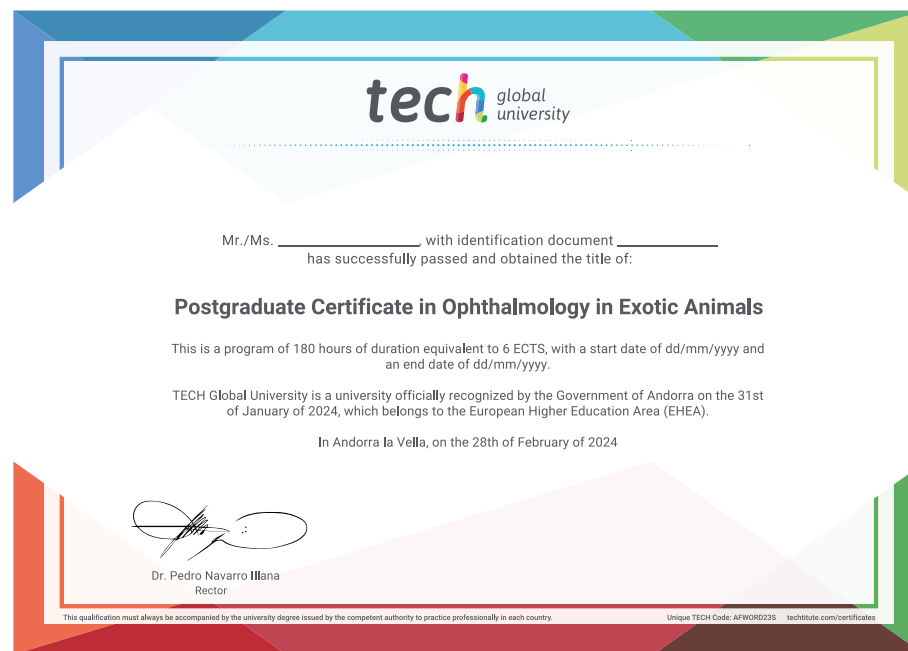 tech global university
Mr./Ms. ______________, with identification document __________
has successfully passed and obtained the title of:
Postgraduate Certificate in Ophthalmology in Exotic Animals
This is a program of 180 hours of duration equivalent to 6 ECTS, with a start date of dd/mm/yyyy and
an end date of dd/mm/yyyy.
TECH Global University is a university officially recognized by the Government of Andorra on the 31st
of January of 2024, which belongs to the European Higher Education Area (EHEA).
In Andorra la Vella, on the 28th of February of 2024
Dr. Pedro Navarro Illana
Rector
This qualification must always be accompanied by the university degree issued by the competent authority to practice professionally in each country.
Unique TECH Code: AFWORD23S techtitute.com/certificates